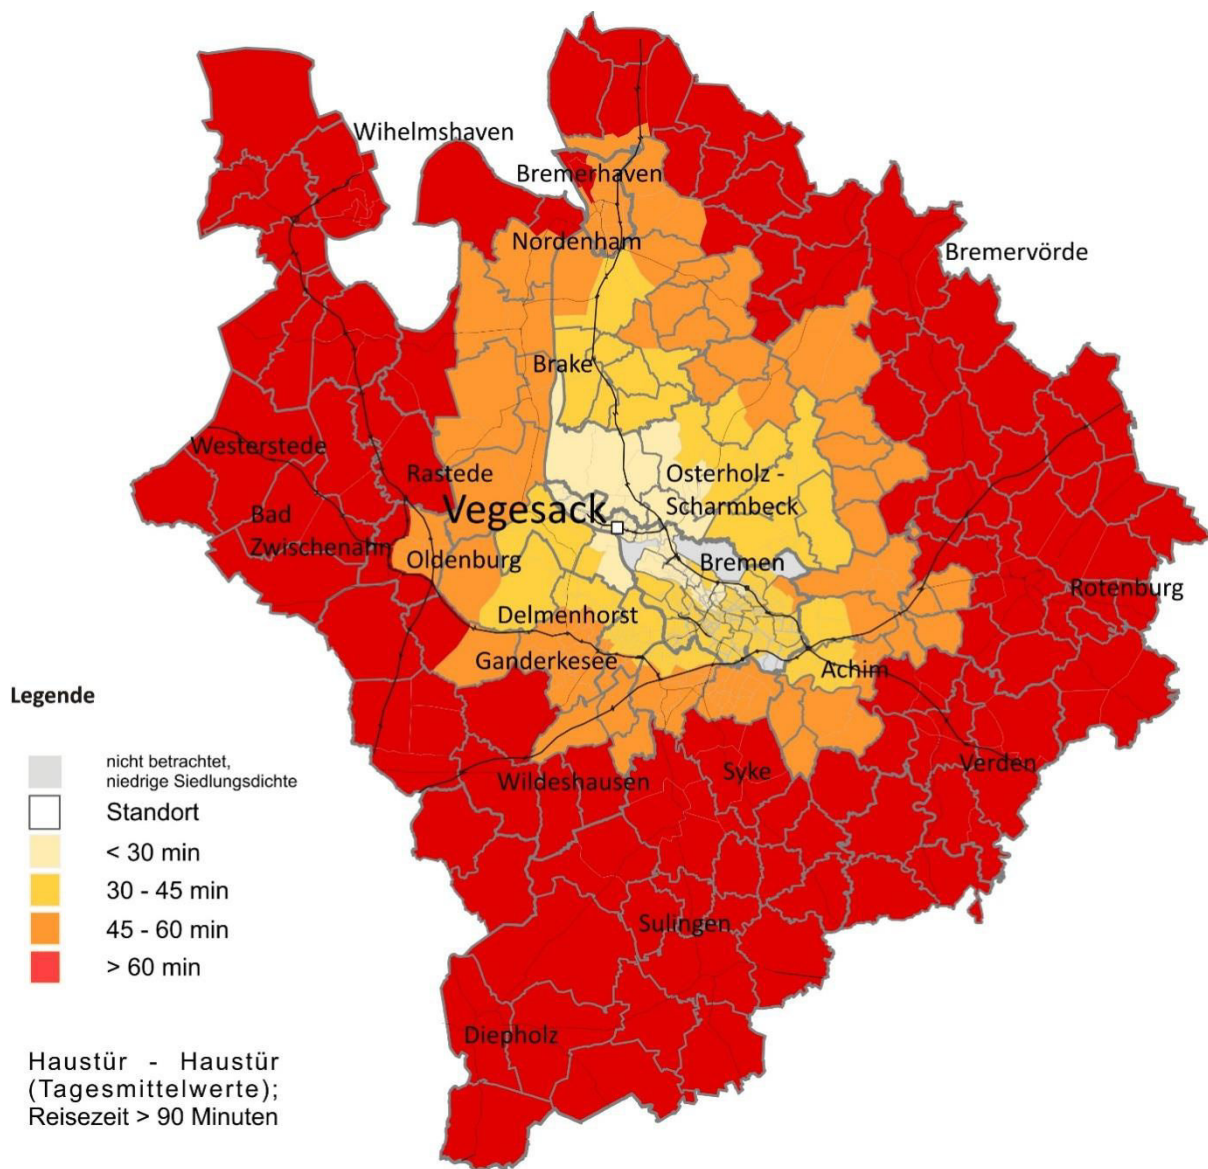 Wihelmshaven
Bremerhaven
Nordenham
Bremervörde
Brake
Westerstede
Rastede
Osterholz -
Scharmbeck
Vegesack
Bad
Zwischenahn
Oldenburg
Bremen
Rotenburg
Delmenhorst
Ganderkesee
Achim
Wildeshausen
Syke
Verden
Sulingen
Diepholz
Legende
nicht betrachtet,
niedrige Siedlungsdichte
Standort
< 30 min
30 - 45 min
45 - 60 min
> 60 min
Haustür - Haustür
(Tagesmittelwerte);
Reisezeit > 90 Minuten